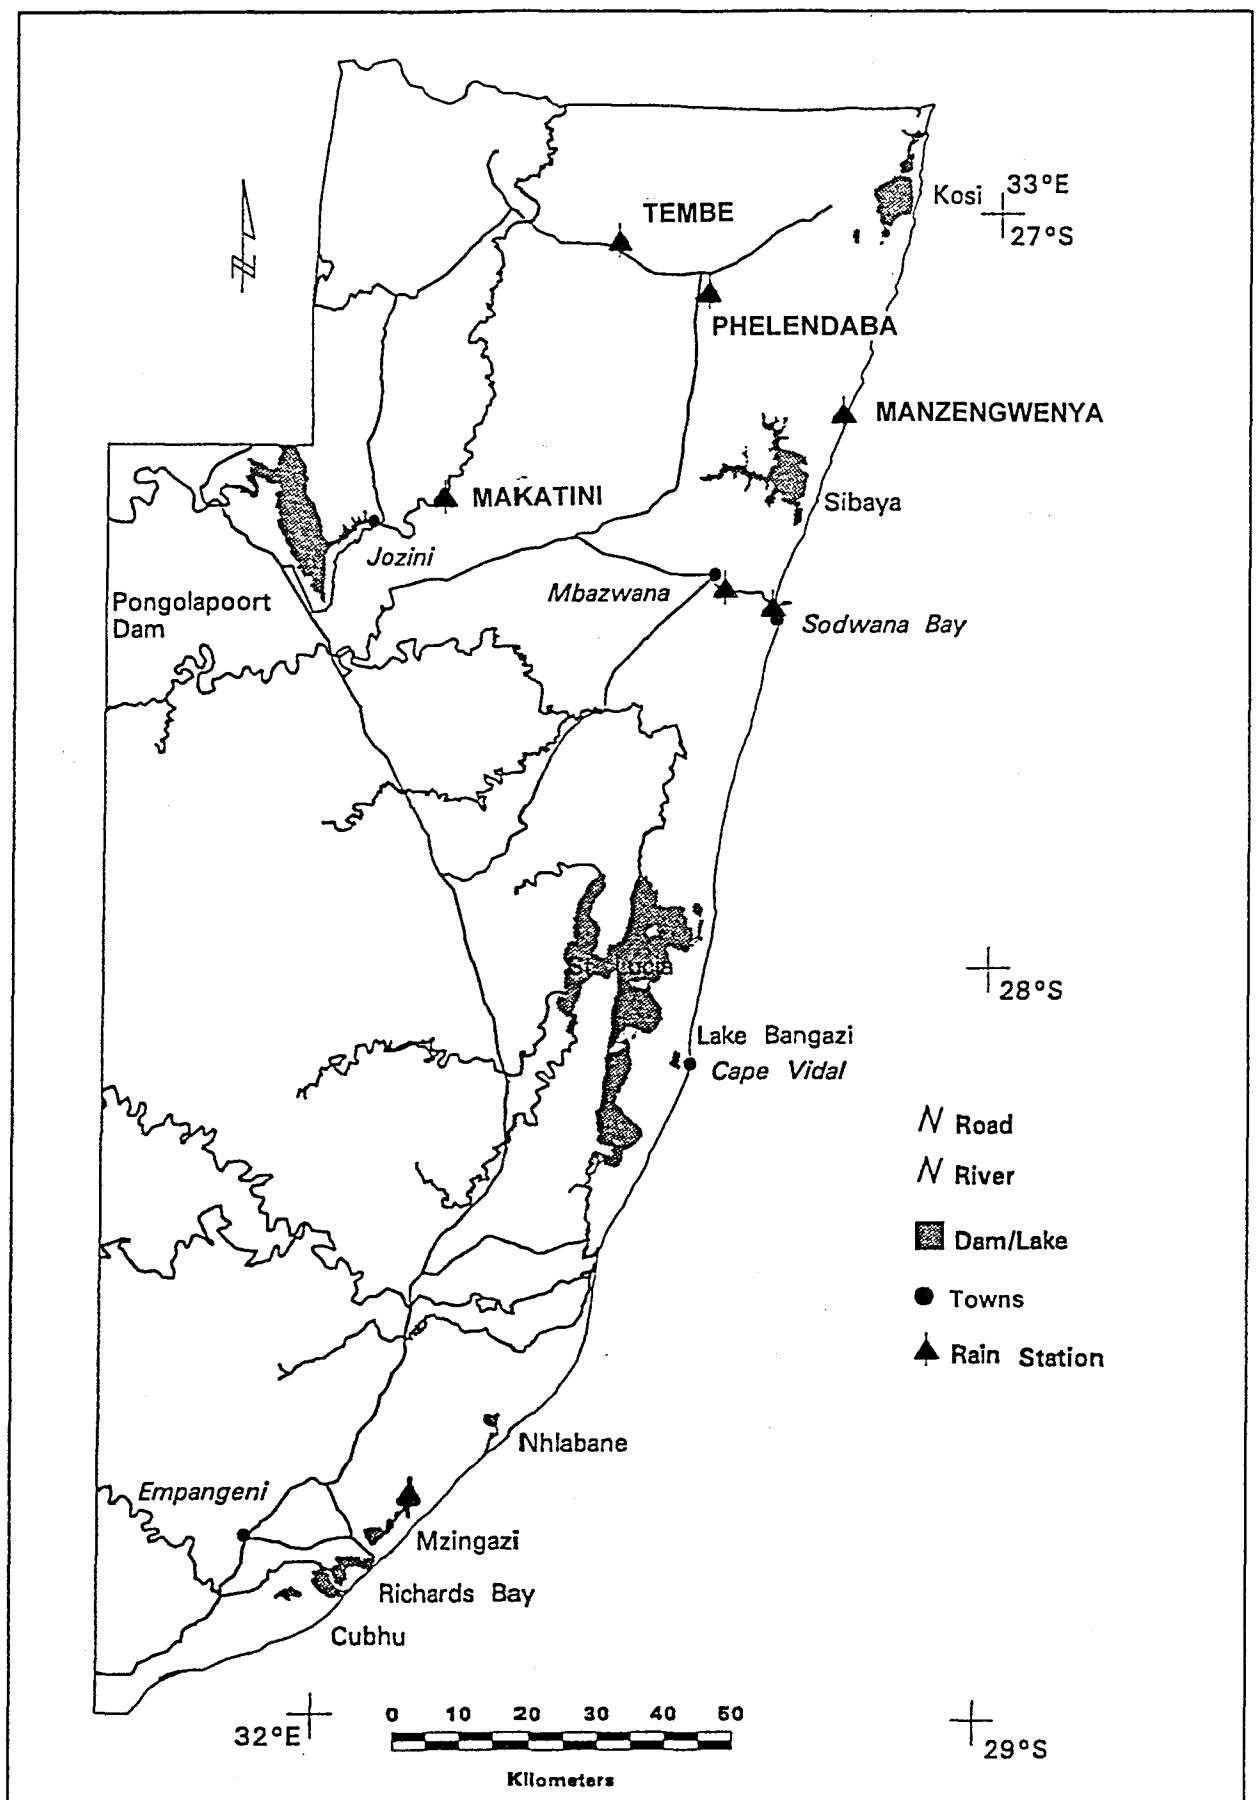 Kosi
33°E
27°S
TEMBE
PHELENDABA
MANZENGWENYA
MAKATINI
Sibaya
Jozini
Mbazwana
Pongolapoort
Dam
Sodwana Bay
St. Lucia
28°S
Lake Bangazi
Cape Vidal
N Road
N River
Dam/Lake
Towns
Rain Station
Nhlabane
Empangeni
Mzingazi
Richards Bay
Cubhu
32°E
0 10 20 30 40 50
Kilometers
29°S
N